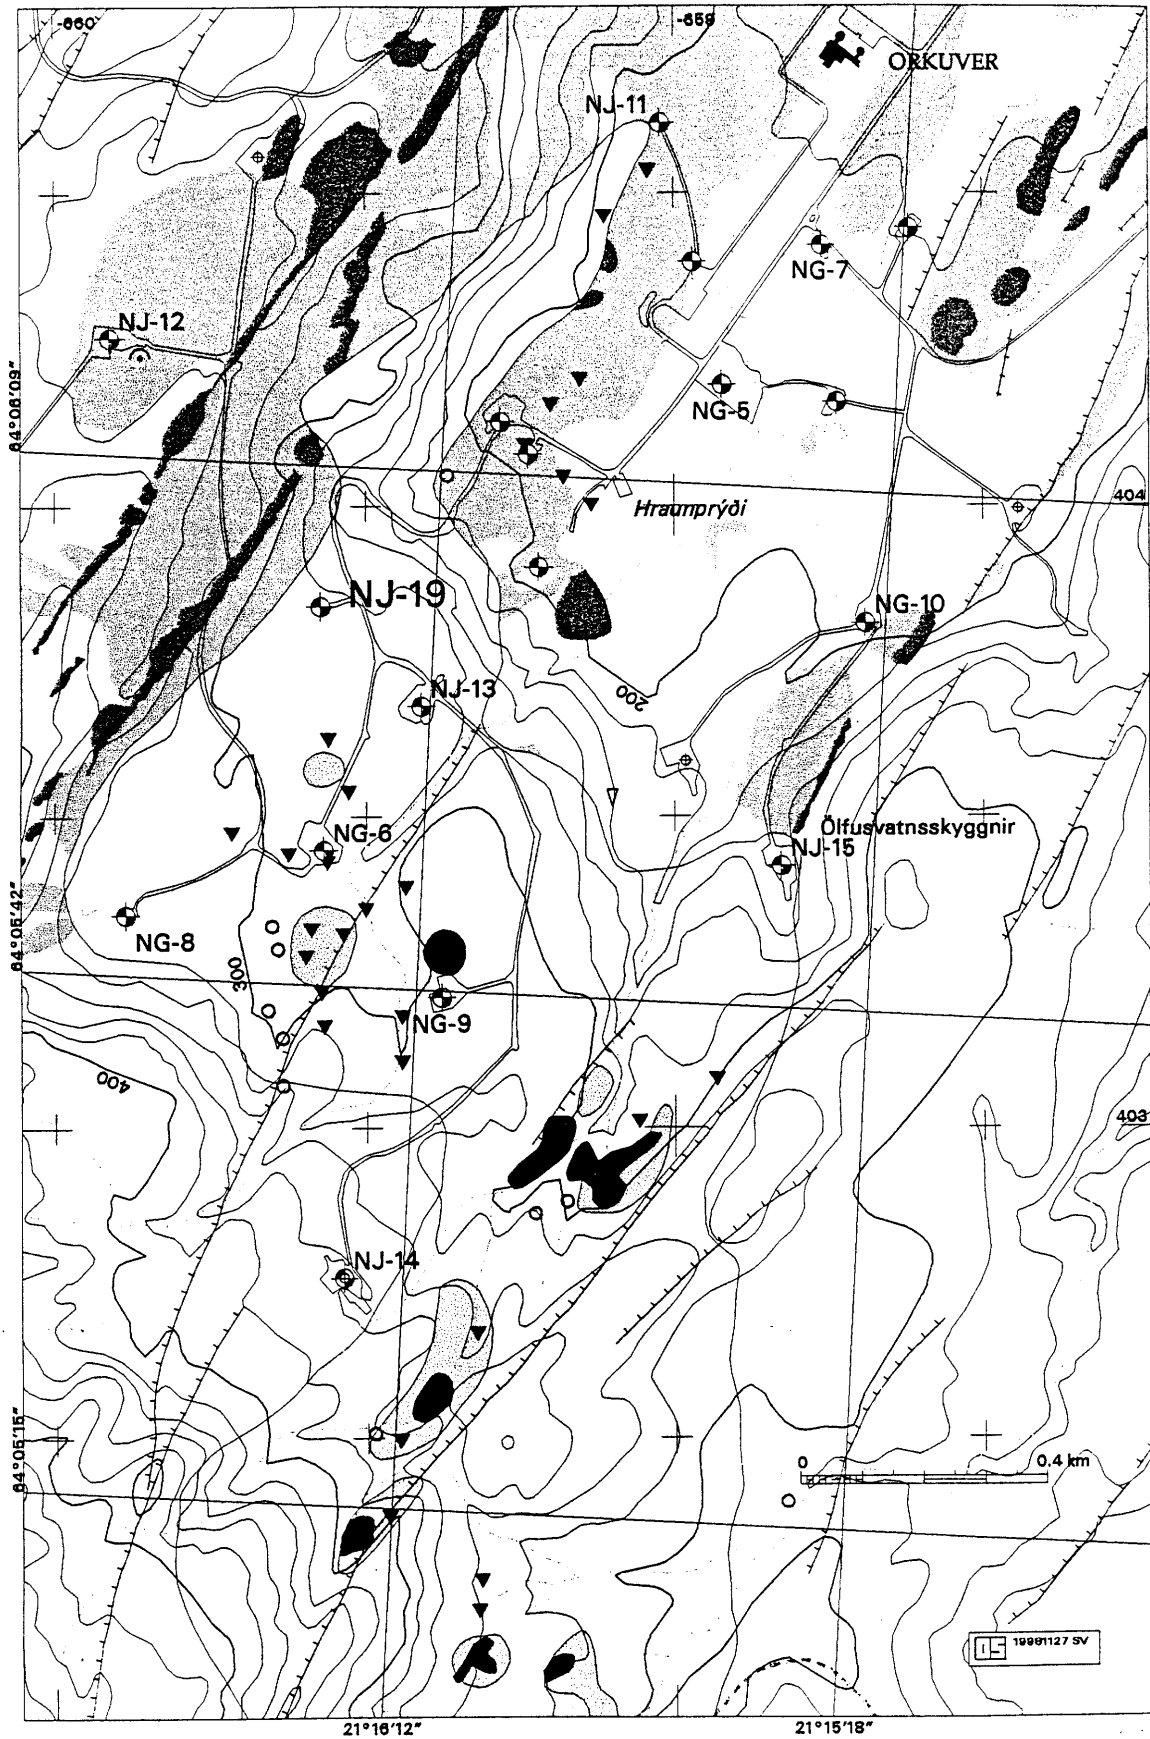 -660
-659
ORKUVER
NJ-11
NG-7
NJ-12
64°06'09"
NG-5
404
Hraunprýði
NJ-19
NG-10
NJ-13
200
Ölfusvatnsskyggnir
NG-6
NJ-15
64°05'42"
NG-8
300
NG-9
400
403
NJ-14
64°05'15"
0
0.4 km
19981127 SV
21°16'12"
21°15'18"